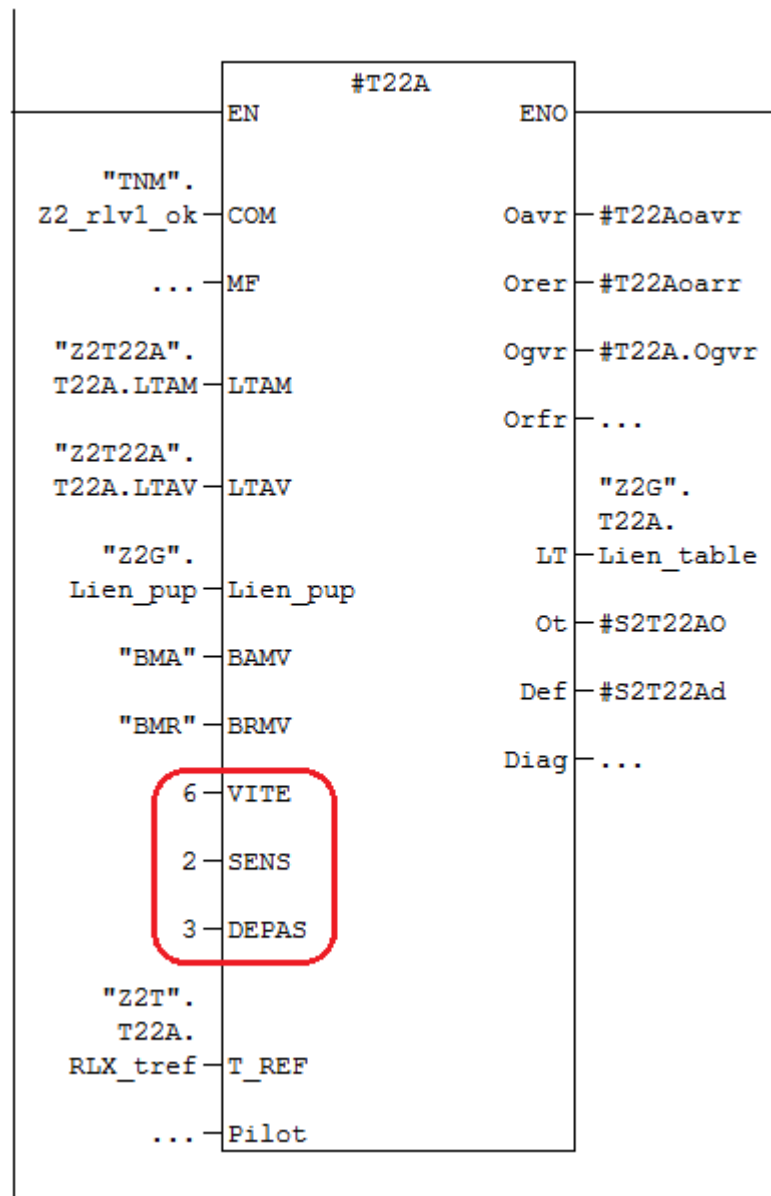 #T22A
EN ENO
"TNM".
Z2_rlv1_ok COM Oavr #T22Aoavr
... MF Orer #T22Aoarr
"Z2T22A". Ogvr #T22A.Ogvr
T22A.LTAM LTAM
Orfr ...
"Z2T22A". "Z2G".
T22A.LTAV LTAV T22A.
"Z2G". LT Lien_table
Lien_pup Lien_pup
Ot #S2T22AO
"BMA" BAMV
Def #S2T22Ad
"BMR" BRMV
Diag ...
6 VITE
2 SENS
3 DEPAS
"Z2T".
T22A.
RLX_tref T_REF
... Pilot